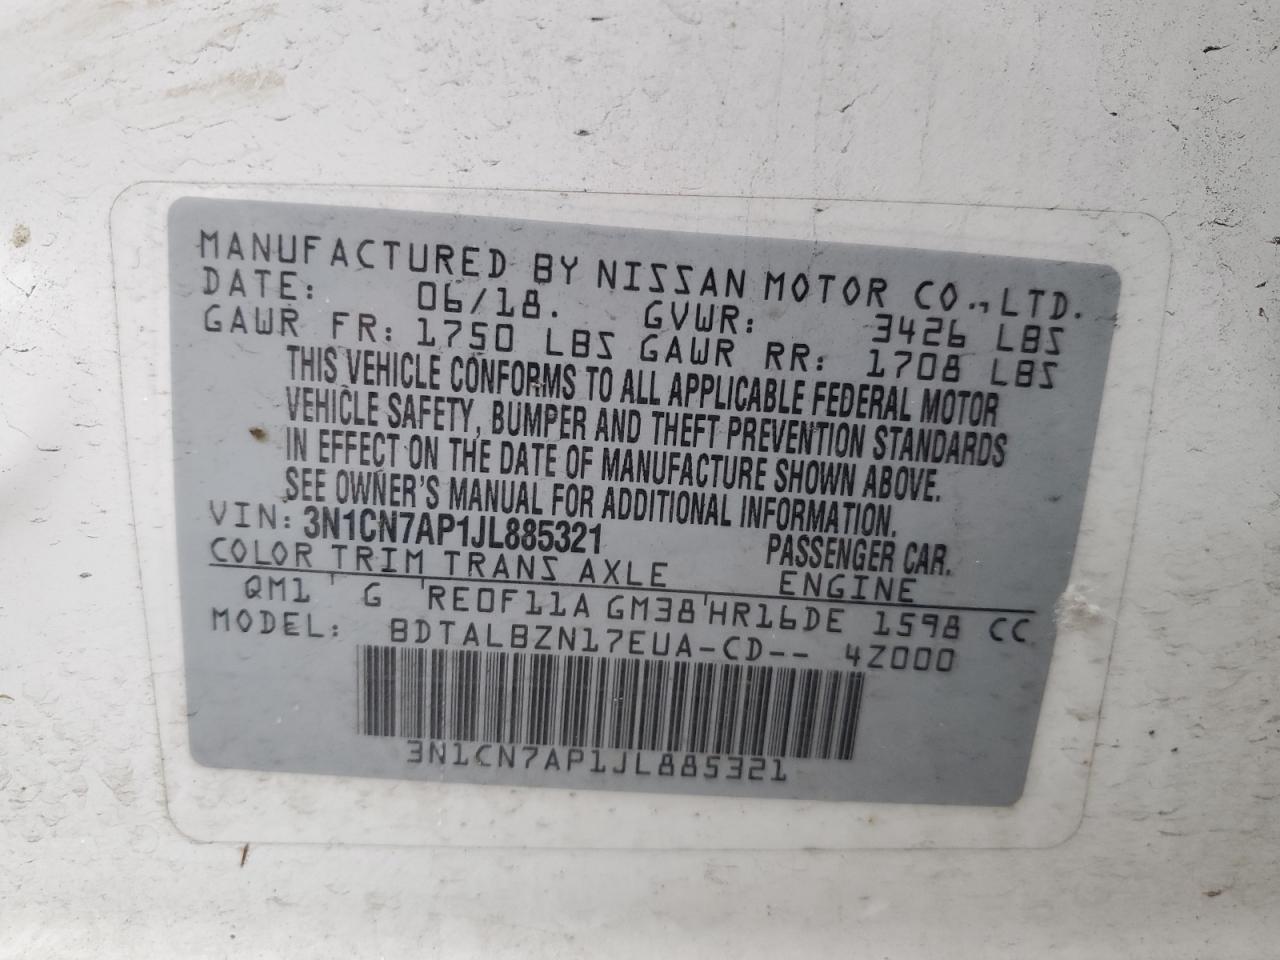 MANUFACTURED BY NISSAN MOTOR CO., LTD.
DATE: 06/18. GVWR: 3426 LBS
GAWR FR: 1750 LBS GAWR RR: 1708 LBS
THIS VEHICLE CONFORMS TO ALL APPLICABLE FEDERAL MOTOR
VEHICLE SAFETY, BUMPER AND THEFT PREVENTION STANDARDS
IN EFFECT ON THE DATE OF MANUFACTURE SHOWN ABOVE.
SEE OWNER'S MANUAL FOR ADDITIONAL INFORMATION.
VIN: 3N1CN7AP1JL885321 PASSENGER CAR.
COLOR TRIM TRANS AXLE ENGINE
QM1 ' G 'RE0F11A GM38'HR16DE 1598 CC
MODEL: BDTALBZN17EUA-CD-- 4Z000
3N1CN7AP1JL885321